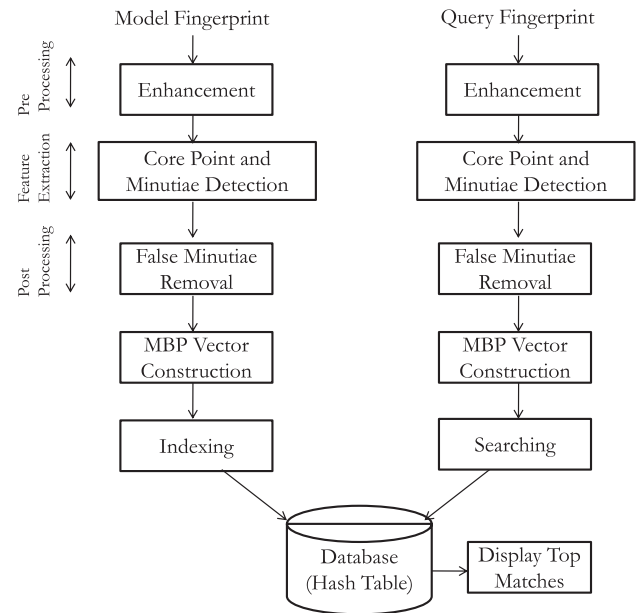 Model Fingerprint
Query Fingerprint
Pre
Processing
Enhancement
Enhancement
Feature
Extraction
Core Point and
Minutiae Detection
Core Point and
Minutiae Detection
Post
Processing
False Minutiae
Removal
False Minutiae
Removal
MBP Vector
Construction
MBP Vector
Construction
Indexing
Searching
Database
(Hash Table)
Display Top
Matches